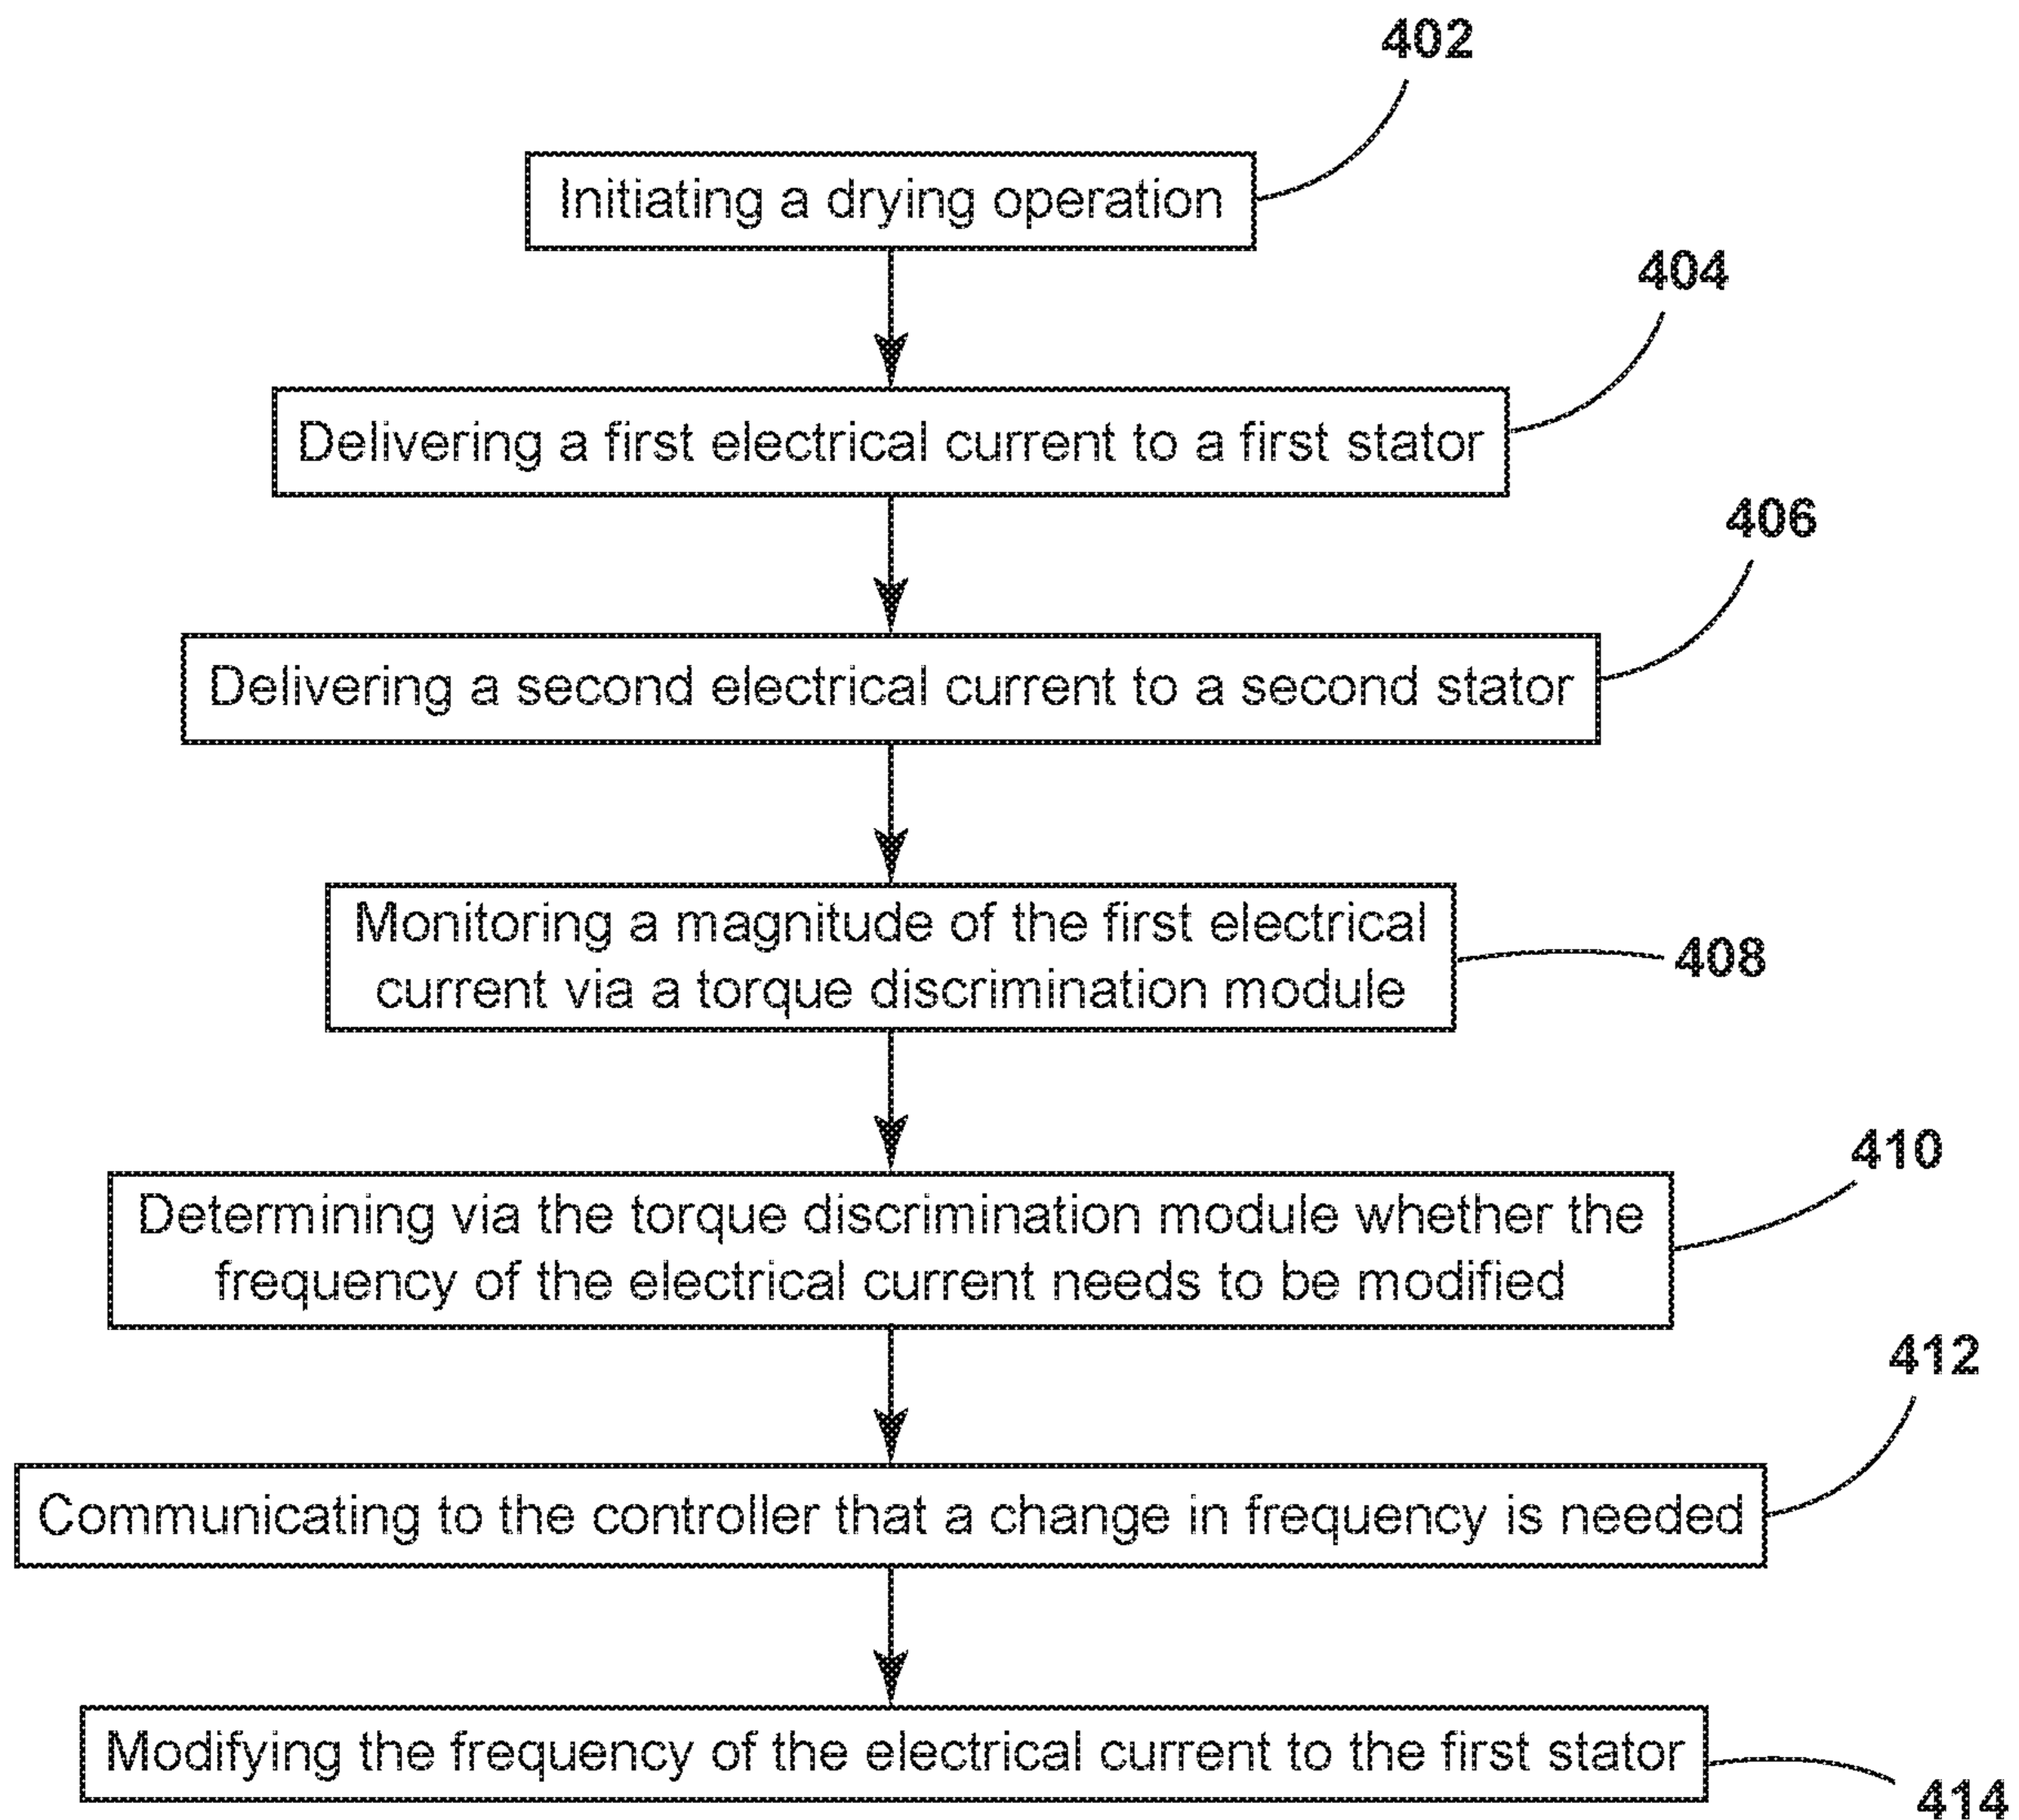 402
Initiating a drying operation
404
Delivering a first electrical current to a first stator
406
Delivering a second electrical current to a second stator
Monitoring a magnitude of the first electrical
current via a torque discrimination module
408
410
Determining via the torque discrimination module whether the
frequency of the electrical current needs to be modified
412
Communicating to the controller that a change in frequency is needed
Modifying the frequency of the electrical current to the first stator
414